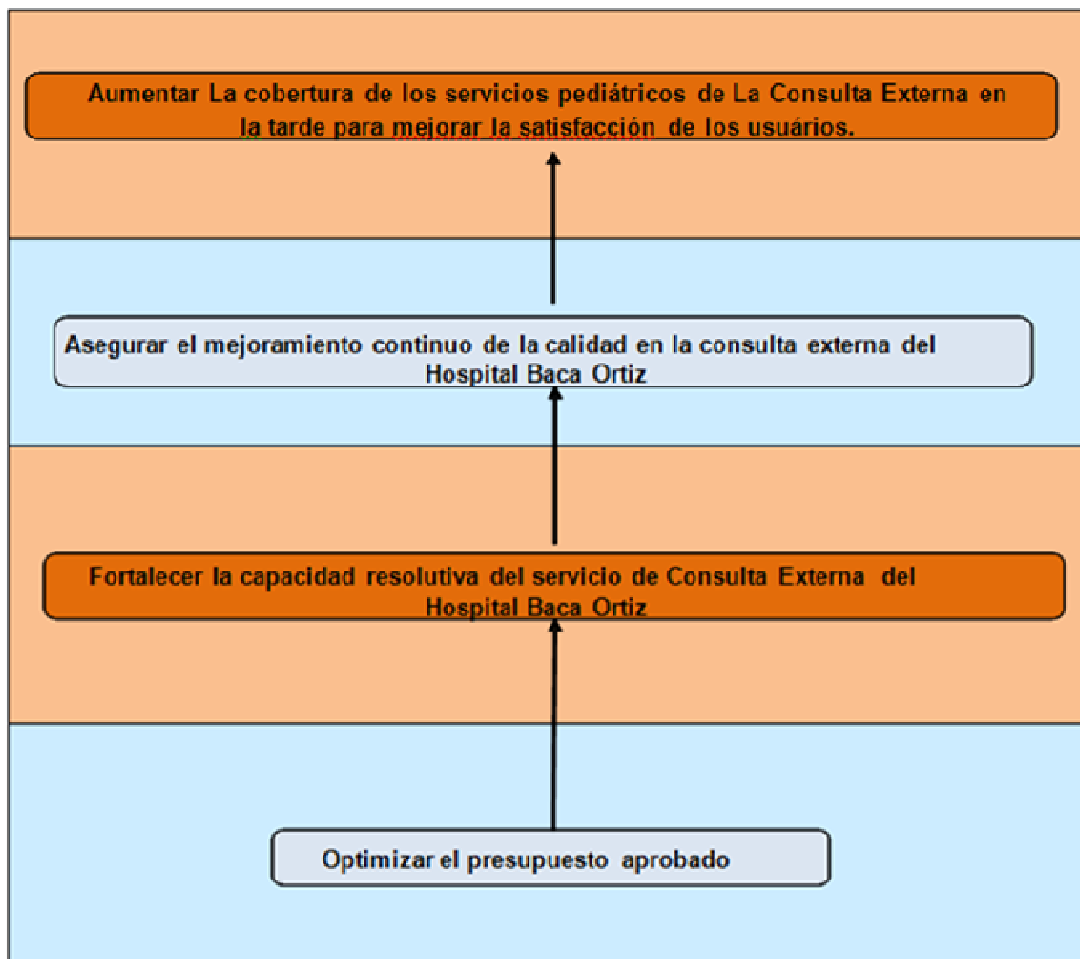 Aumentar La cobertura de los servicios pediátricos de La Consulta Externa en
la tarde para mejorar la satisfacción de los usuários.
Asegurar el mejoramiento continuo de la calidad en la consulta externa del
Hospital Baca Ortiz
Fortalecer la capacidad resolutiva del servicio de Consulta Externa del
Hospital Baca Ortiz
Optimizar el presupuesto aprobado